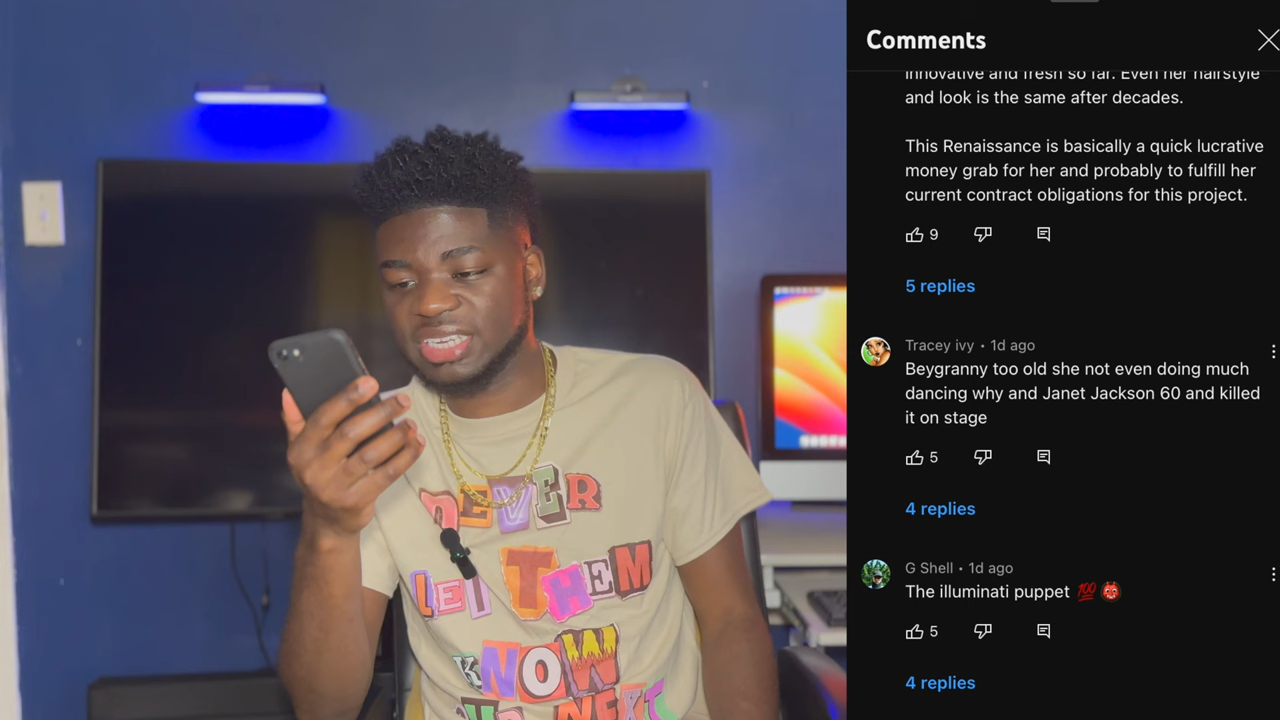 Comments
innovative and fresh so far. Even her hairstyle
and look is the same after decades.
This Renaissance is basically a quick lucrative
money grab for her and probably to fulfill her
current contract obligations for this project.
9
5 replies
Tracey ivy • 1d ago
Beygranny too old she not even doing much
dancing why and Janet Jackson 60 and killed
it on stage
5
4 replies
G Shell • 1d ago
The illuminati puppet 💯 👹
5
4 replies
NEVER
LET THEM
KNOW
UR NEXT